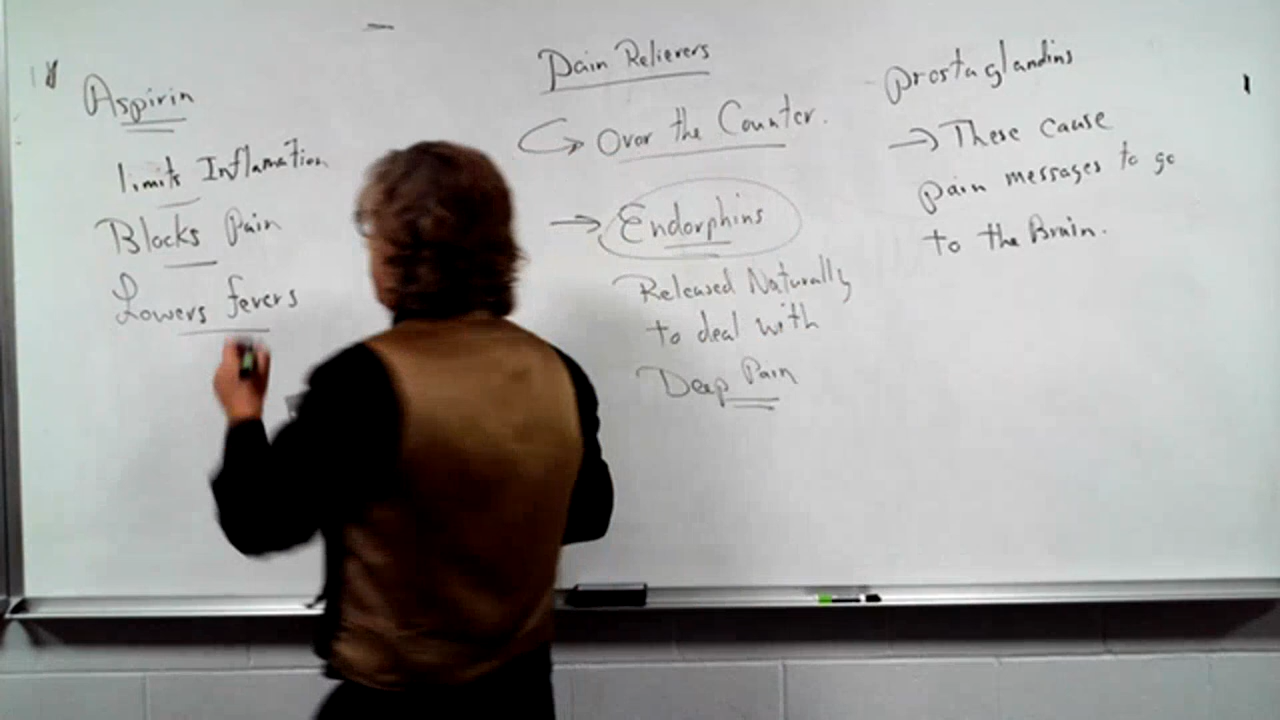 Aspirin
limits Inflamation
Blocks Pain
Lowers fevers
Pain Relievers
Over the Counter.
Endorphins
Released Naturally
to deal with
Deep Pain
prostaglandins
These cause
pain messages to go
to the Brain.